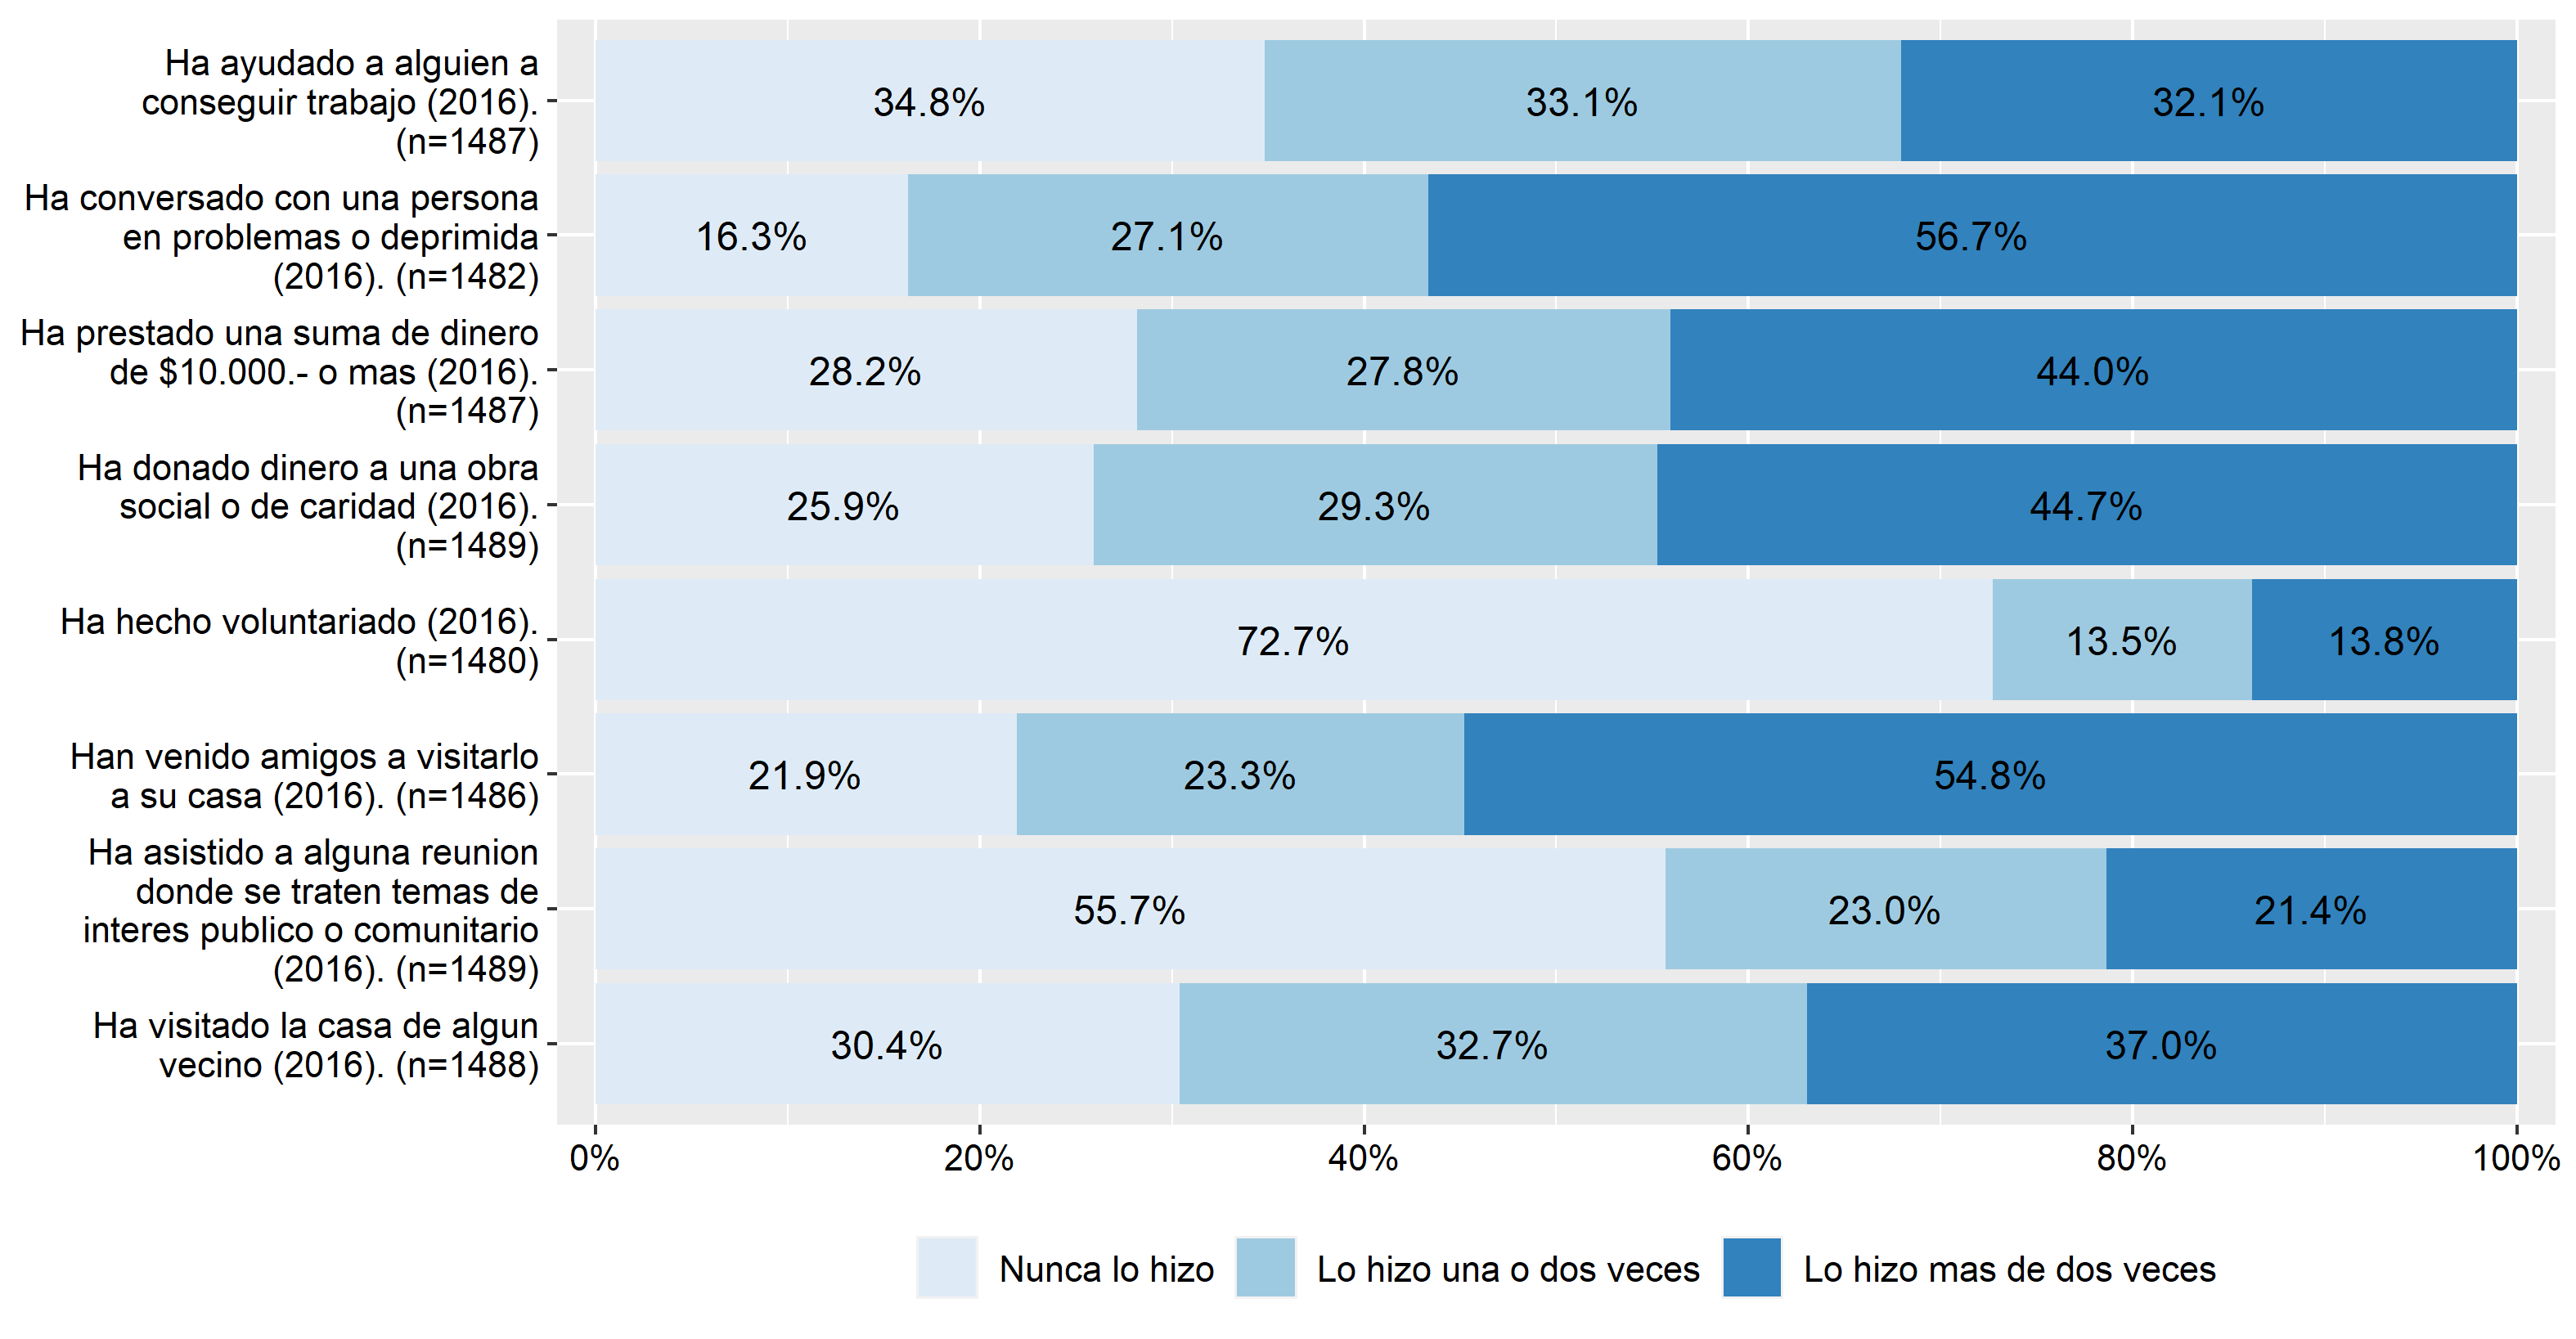 Ha ayudado a alguien a
conseguir trabajo (2016).
(n=1487)
34.8%
33.1%
32.1%
Ha conversado con una persona
en problemas o deprimida
(2016). (n=1482)
16.3%
27.1%
56.7%
Ha prestado una suma de dinero
de $10.000.- o mas (2016).
(n=1487)
28.2%
27.8%
44.0%
Ha donado dinero a una obra
social o de caridad (2016).
(n=1489)
25.9%
29.3%
44.7%
Ha hecho voluntariado (2016).
(n=1480)
72.7%
13.5%
13.8%
Han venido amigos a visitarlo
a su casa (2016). (n=1486)
21.9%
23.3%
54.8%
Ha asistido a alguna reunion
donde se traten temas de
interes publico o comunitario
(2016). (n=1489)
55.7%
23.0%
21.4%
Ha visitado la casa de algun
vecino (2016). (n=1488)
30.4%
32.7%
37.0%
0%
20%
40%
60%
80%
100%
Nunca lo hizo
Lo hizo una o dos veces
Lo hizo mas de dos veces